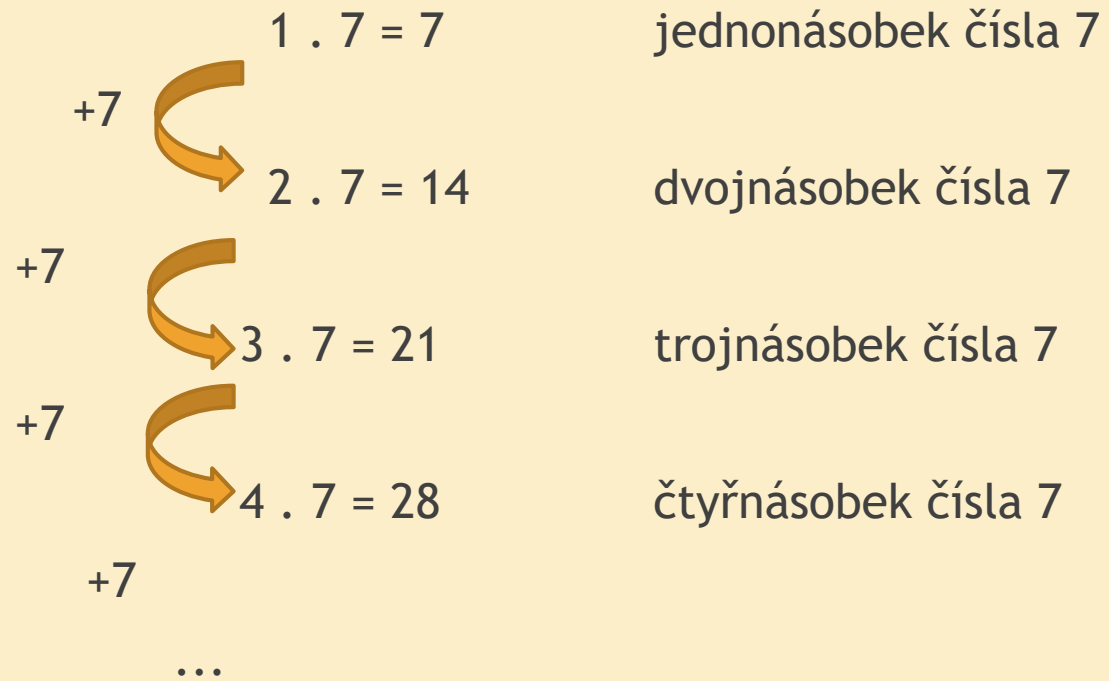 1 . 7 = 7 jednonásobek čísla 7
+7
2 . 7 = 14 dvojnásobek čísla 7
+7
3 . 7 = 21 trojnásobek čísla 7
+7
4 . 7 = 28 čtyřnásobek čísla 7
+7
...